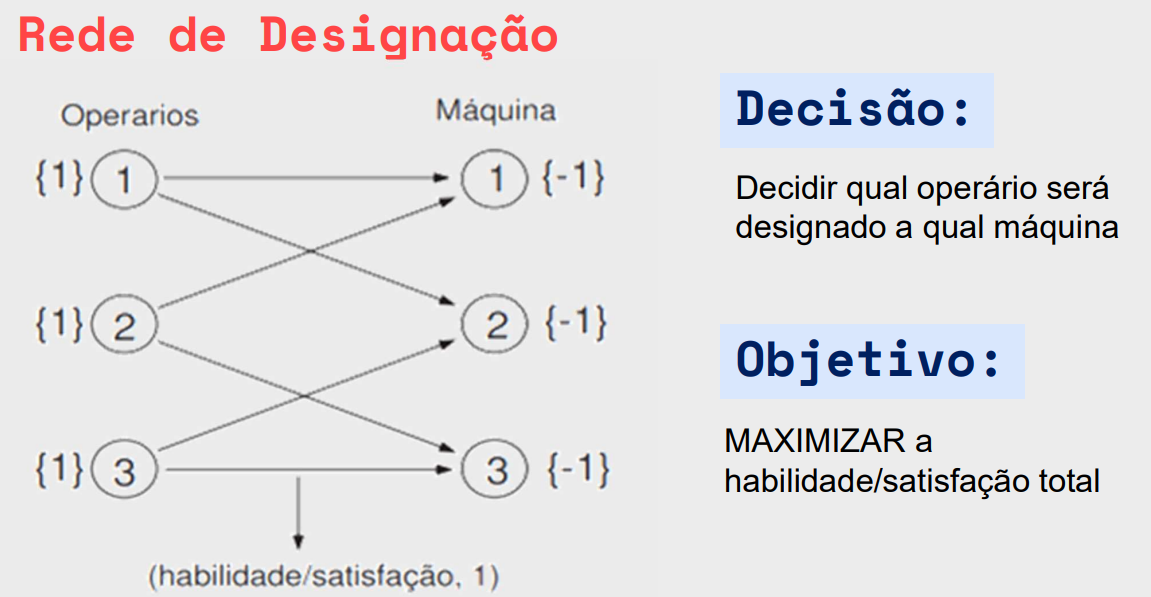 Rede de Designação
Operarios
Máquina
{1} 1
1 {-1}
{1} 2
2 {-1}
{1} 3
3 {-1}
(habilidade/satisfação, 1)
Decisão:
Decidir qual operário será
designado a qual máquina
Objetivo:
MAXIMIZAR a
habilidade/satisfação total